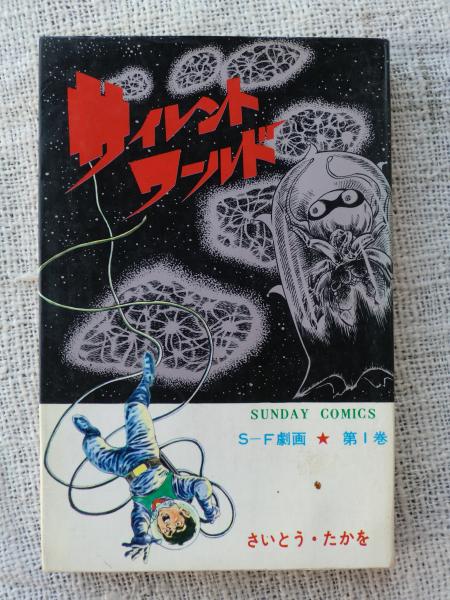 サイレント
ワールド
SUNDAY COMICS
S-F劇画 ★ 第1巻
さいとう・たかを